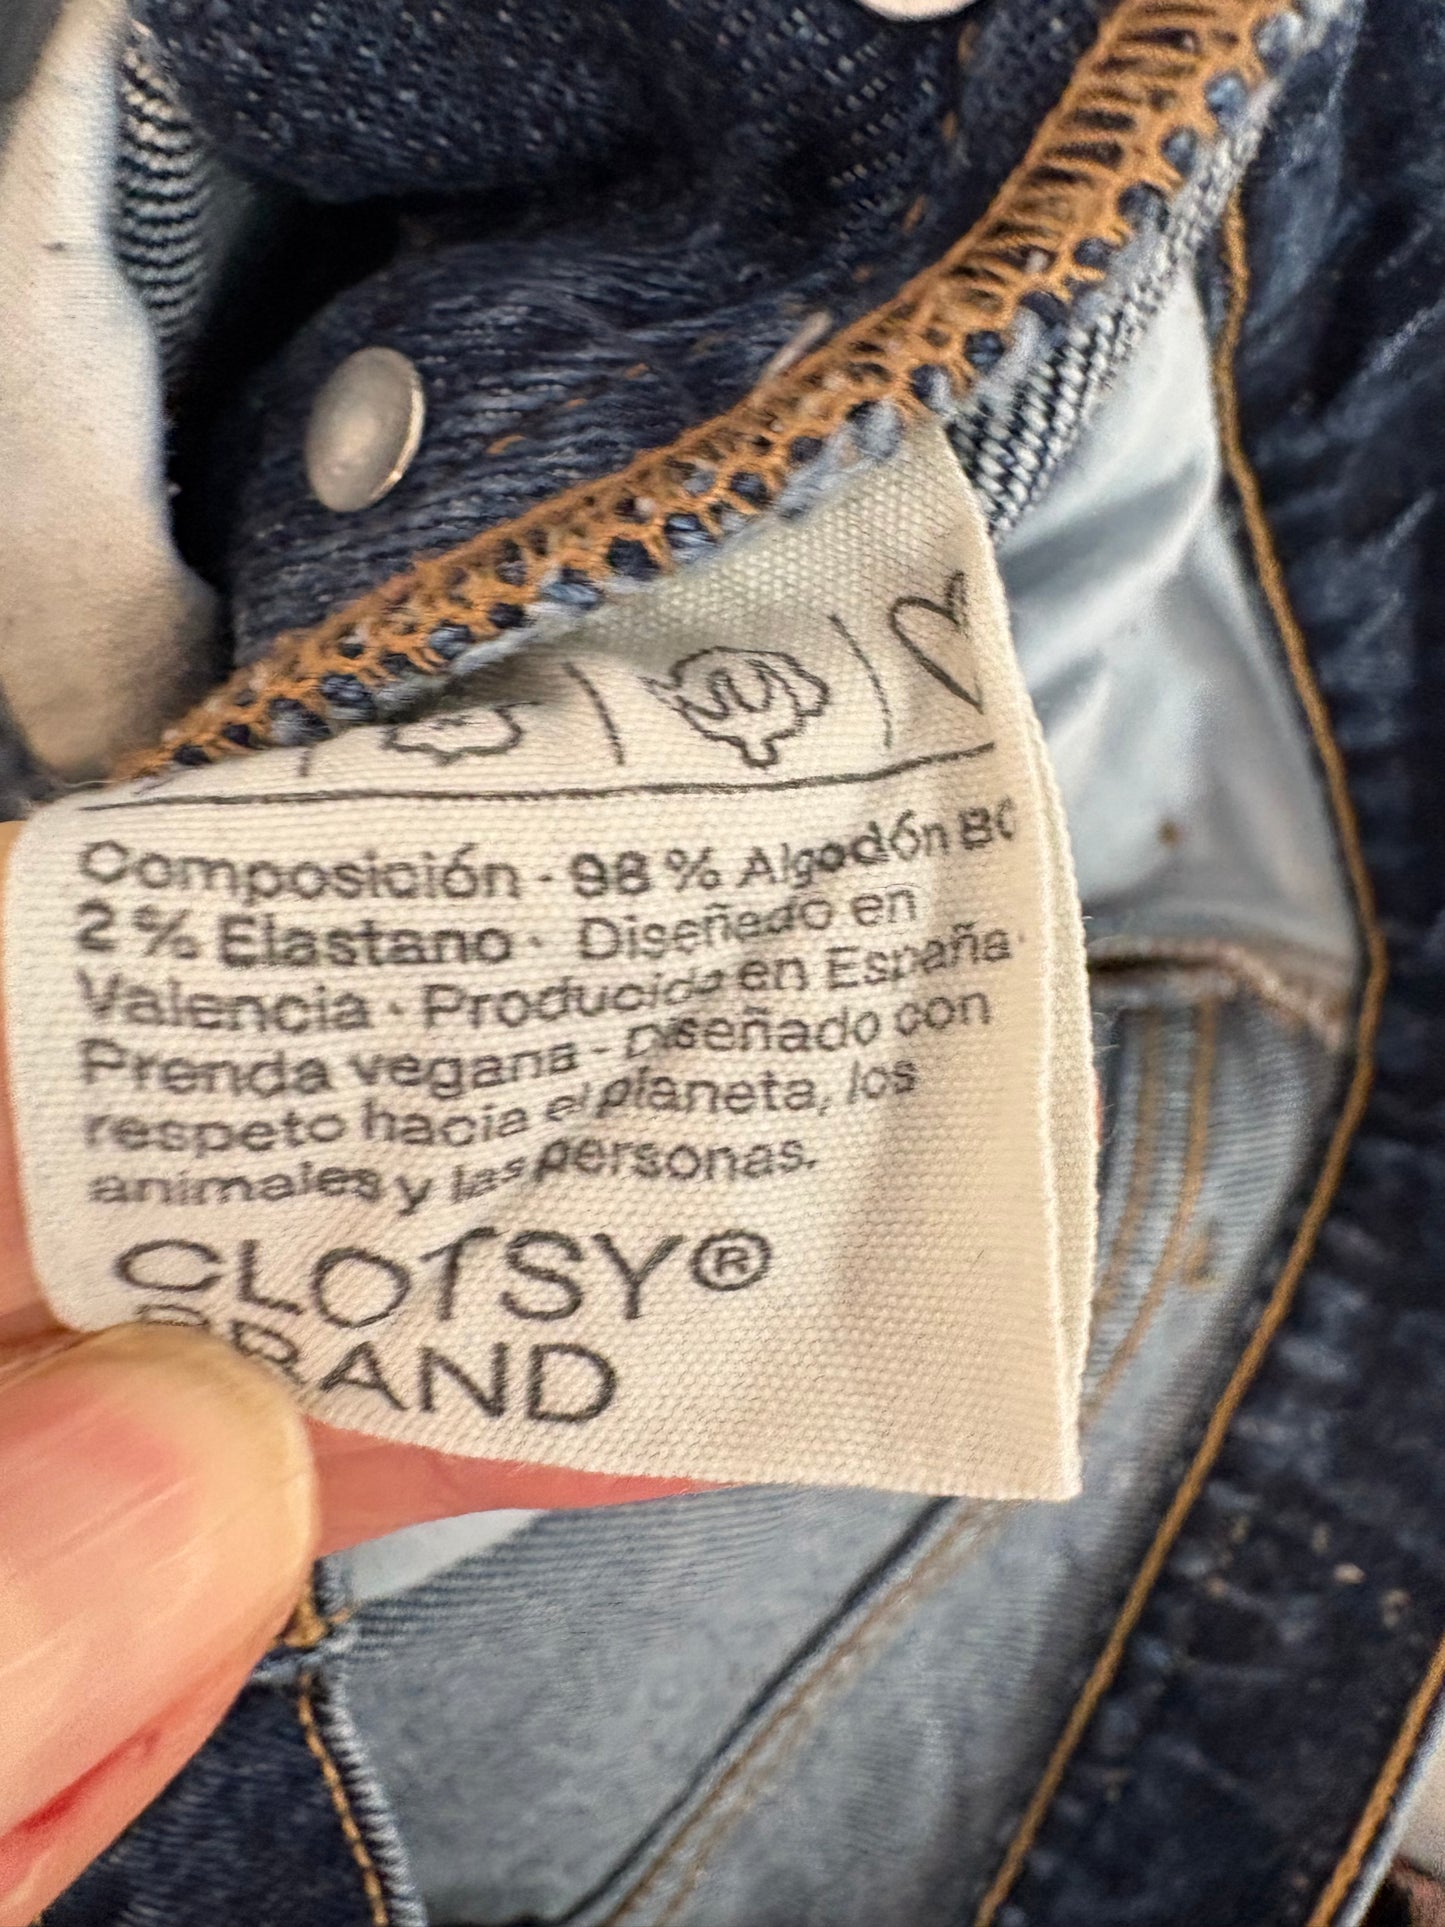 Composición · 98 % Algodón BC
2 % Elastano · Diseñado en
Valencia · Producido en España ·
Prenda vegana - Diseñado con
respeto hacia el planeta, los
animales y las personas.
CLOTSY®
BRAND